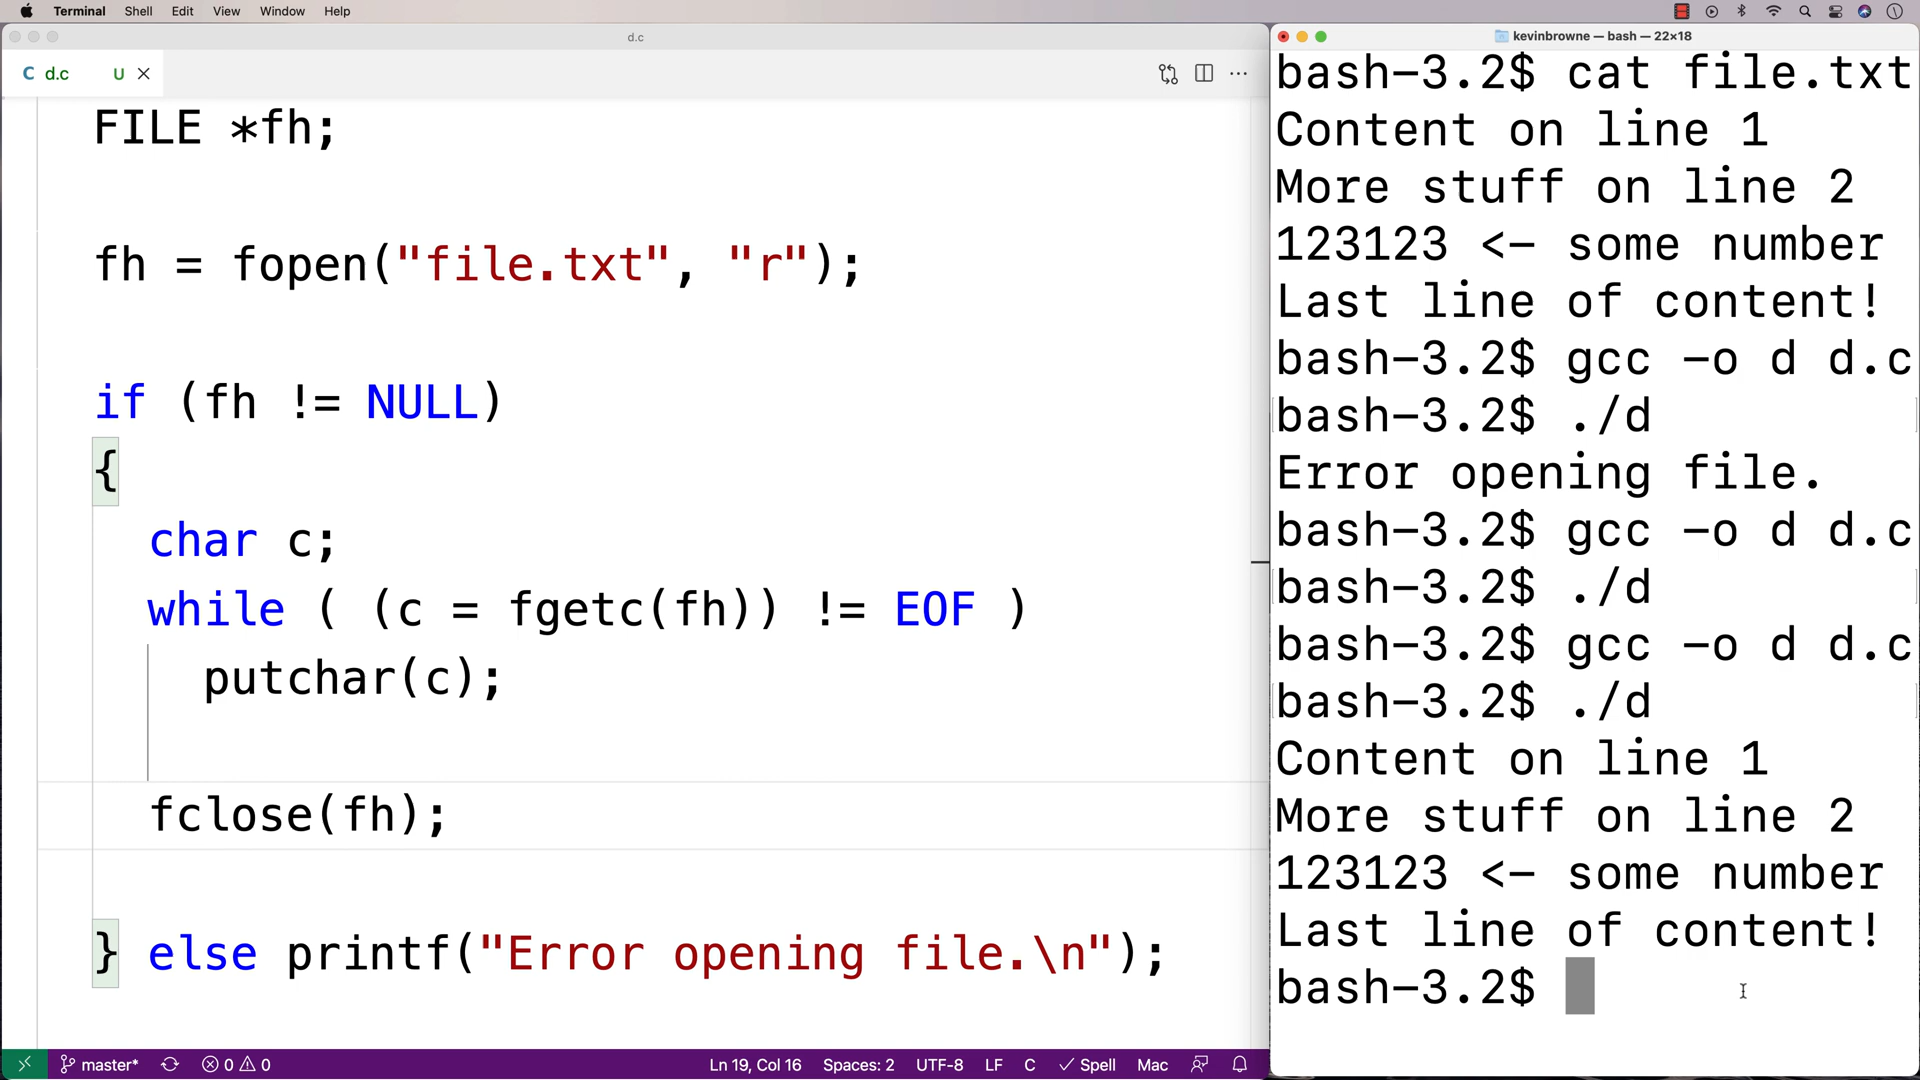 Terminal Shell Edit View Window Help
d.c
C d.c U
FILE *fh;
fh = fopen("file.txt", "r");
if (fh != NULL)
{
char c;
while ( (c = fgetc(fh)) != EOF )
putchar(c);
fclose(fh);
} else printf("Error opening file.\n");
master* 0 0 Ln 19, Col 16 Spaces: 2 UTF-8 LF C Spell Mac
kevinbrowne — bash — 22×18
bash-3.2$ cat file.txt
Content on line 1
More stuff on line 2
123123 <- some number
Last line of content!
bash-3.2$ gcc -o d d.c
bash-3.2$ ./d
Error opening file.
bash-3.2$ gcc -o d d.c
bash-3.2$ ./d
bash-3.2$ gcc -o d d.c
bash-3.2$ ./d
Content on line 1
More stuff on line 2
123123 <- some number
Last line of content!
bash-3.2$